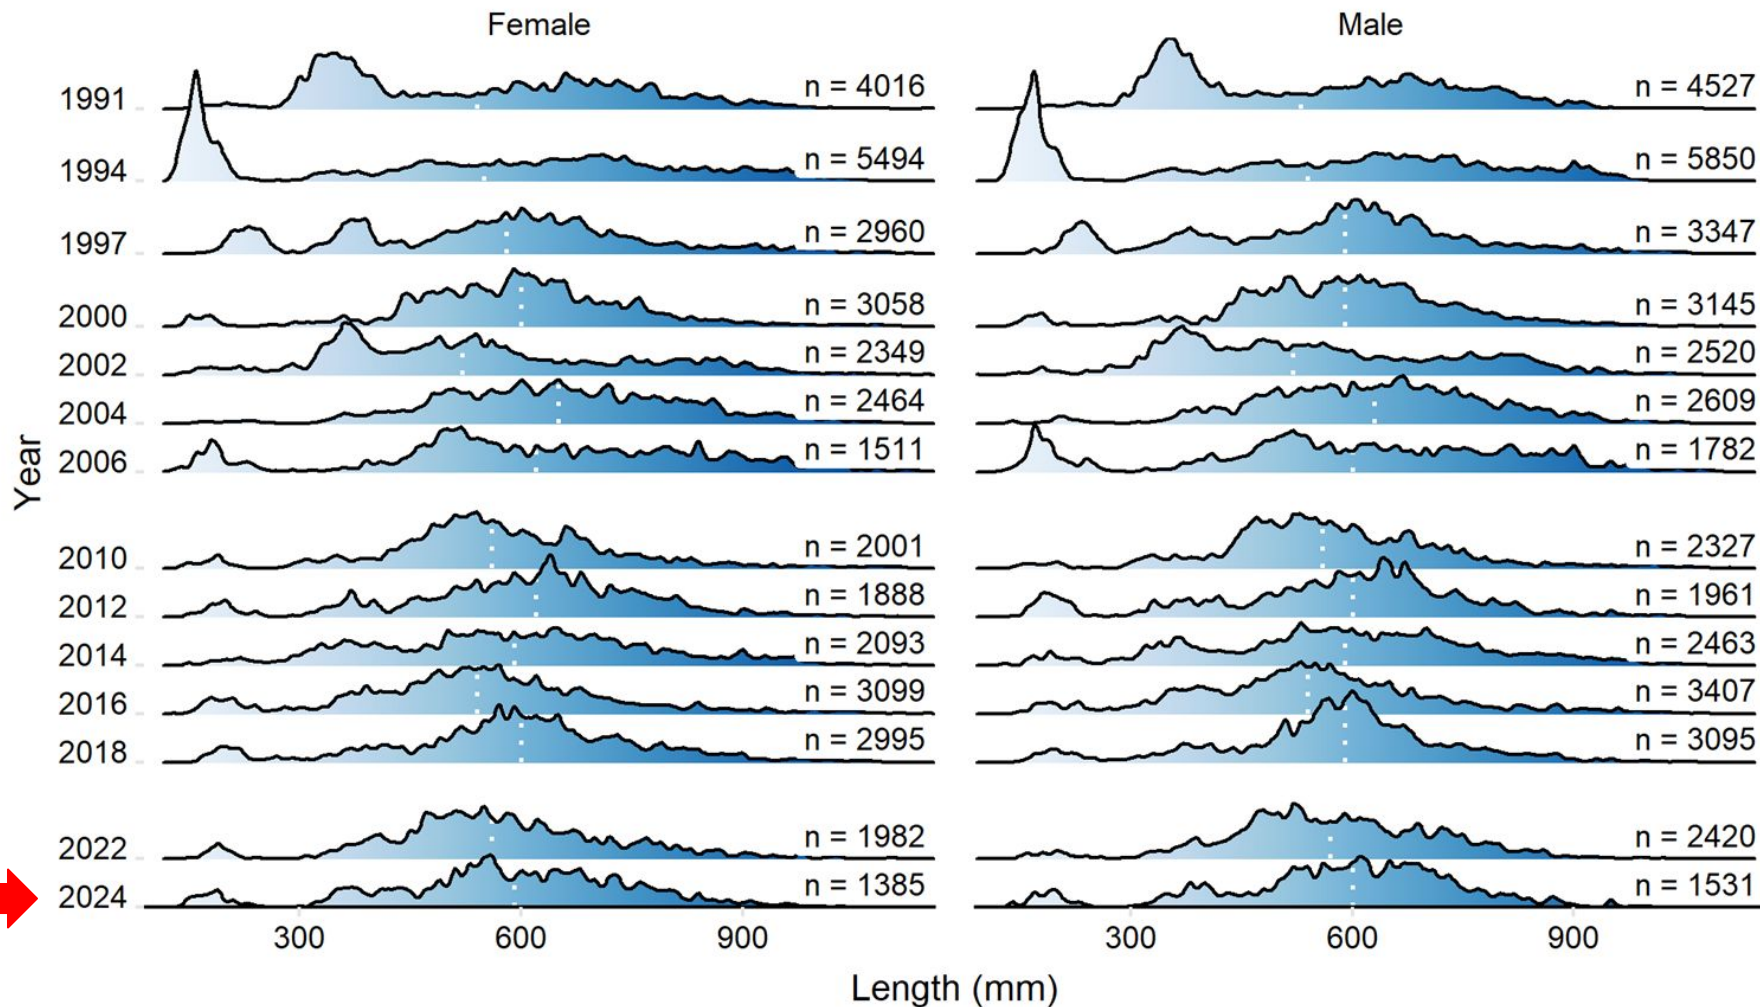 Female Male
1991 n = 4016 n = 4527
1994 n = 5494 n = 5850
1997 n = 2960 n = 3347
2000 n = 3058 n = 3145
2002 n = 2349 n = 2520
2004 n = 2464 n = 2609
2006 n = 1511 n = 1782
Year
2010 n = 2001 n = 2327
2012 n = 1888 n = 1961
2014 n = 2093 n = 2463
2016 n = 3099 n = 3407
2018 n = 2995 n = 3095
2022 n = 1982 n = 2420
2024 n = 1385 n = 1531
300 600 900 300 600 900
Length (mm)